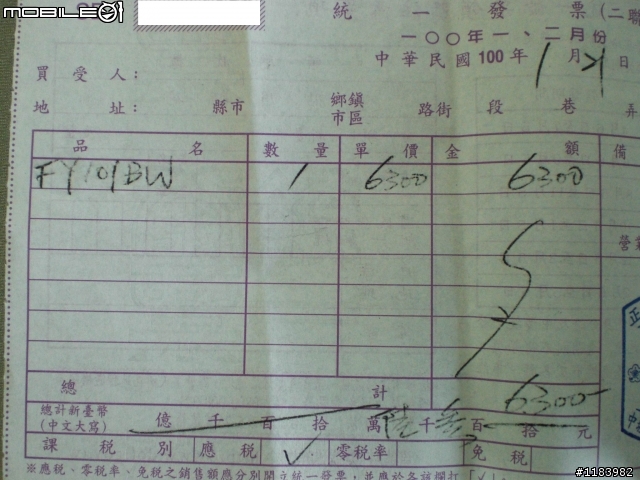 MOBILE01
統一發票(二聯
一○○年一、二月份
中華民國100年1月 日
買受人：
地址： 縣市 鄉鎮市區 路街 段 巷 弄
品名 數量 單價 金額 備
FY101BW 1 6300 6300
營業
正
總計 6300
總計新臺幣(中文大寫) 億千百拾萬陸千參百拾元
課稅別 應稅 ✓ 零稅率 免稅
※應稅、零稅率、免稅之銷售額應分別開立統一發票，並應於各該欄打「✓」
#1183982